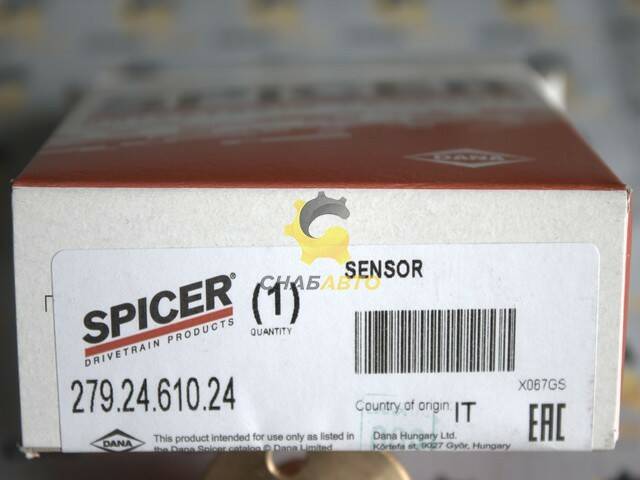 SPICER
DANA
СНАБАВТО
SENSOR
SPICER®
DRIVETRAIN PRODUCTS
(1)
QUANTITY
279.24.610.24
X067GS
Country of origin IT
EAC
DANA
This product intended for use only as listed in
the Dana Spicer catalog © Dana Limited
Dana Hungary Ltd.
Körtefa st, 9027 Győr, Hungary